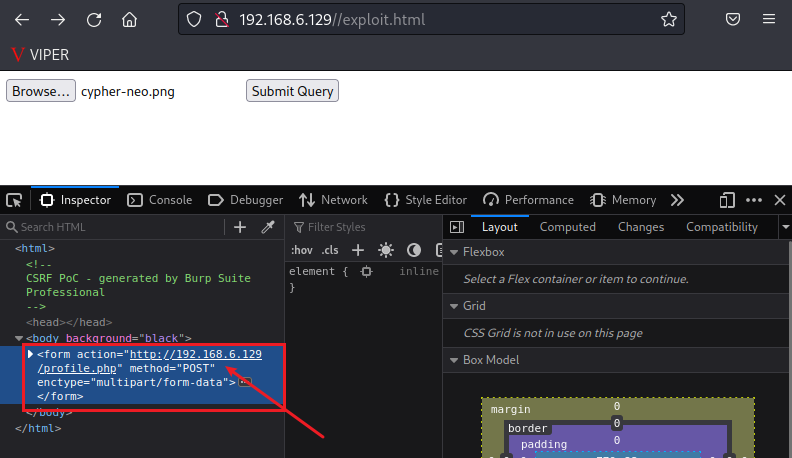 192.168.6.129//exploit.html
VIPER
Browse... cypher-neo.png Submit Query
Inspector Console Debugger Network Style Editor Performance Memory
Search HTML
Filter Styles
Layout Computed Changes Compatibility
:hov .cls
<html>
<!--
CSRF PoC - generated by Burp Suite
Professional
-->
<head></head>
<body background="black">
<form action="http://192.168.6.129
/profile.php" method="POST"
enctype="multipart/form-data">
</form>
</body>
</html>
element { inline
}
Flexbox
Select a Flex container or item to continue.
Grid
CSS Grid is not in use on this page
Box Model
margin 0
border 0
padding 0